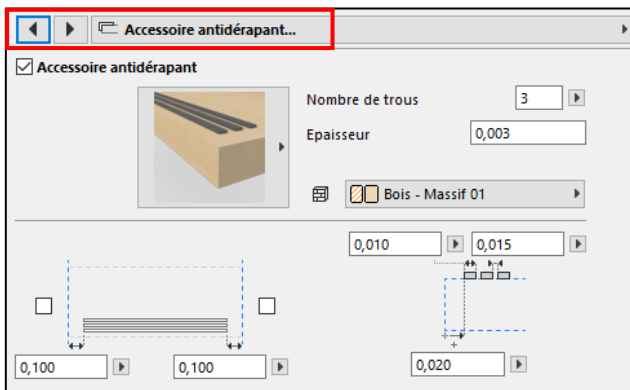 Accessoire antidérapant...
Accessoire antidérapant
Nombre de trous 3
Epaisseur 0,003
Bois - Massif 01
0,010 0,015
0,100 0,100 0,020